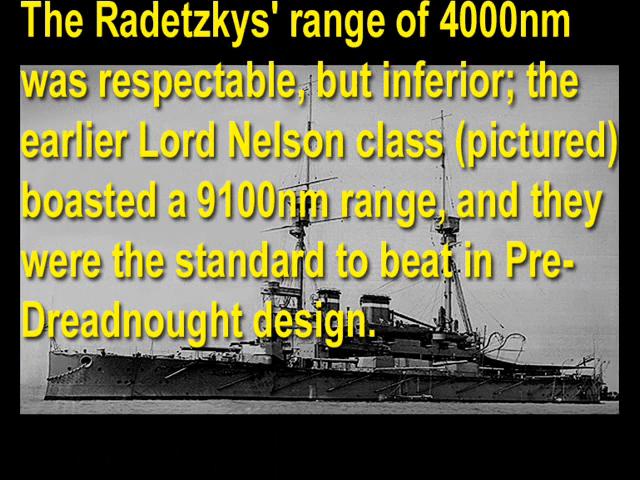 The Radetzkys' range of 4000nm
was respectable, but inferior; the
earlier Lord Nelson class (pictured)
boasted a 9100nm range, and they
were the standard to beat in Pre-
Dreadnought design.